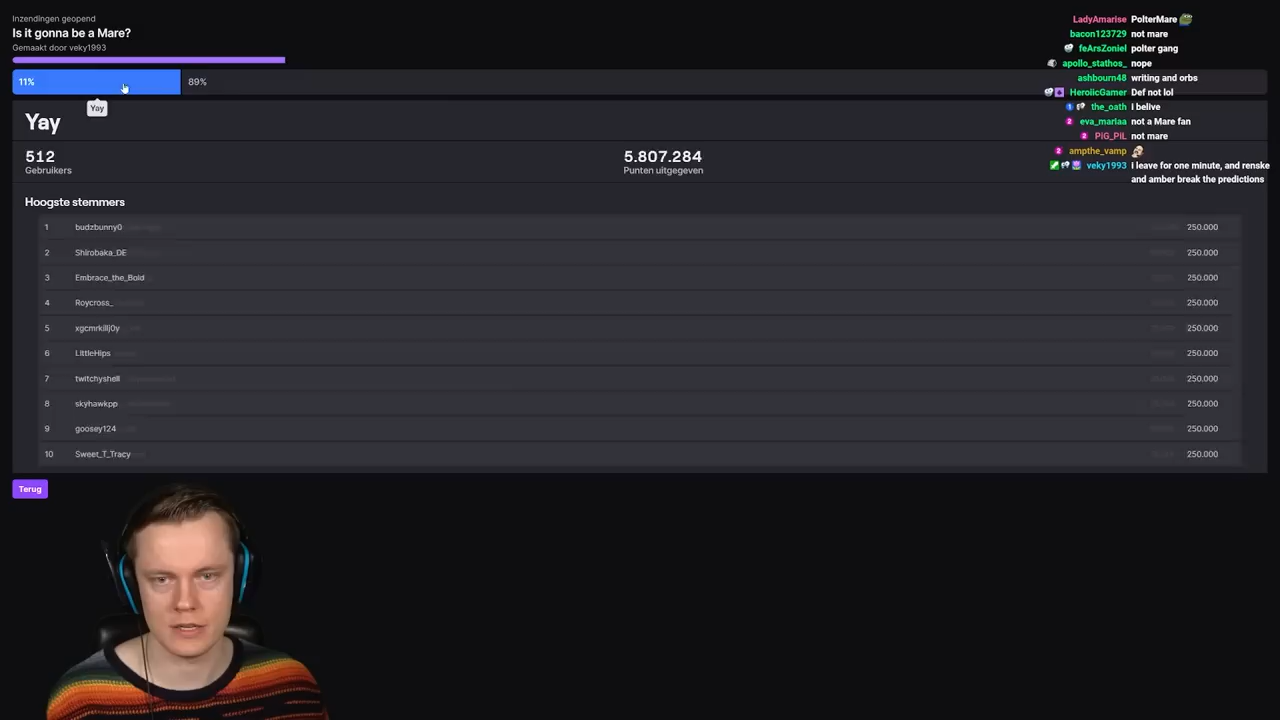 Inzendingen geopend
Is it gonna be a Mare?
Gemaakt door veky1993
11%
89%
Yay
Yay
512
Gebruikers
5.807.284
Punten uitgegeven
Hoogste stemmers
1 budzbunny0 250.000
2 Shirobaka_DE 250.000
3 Embrace_the_Bold 250.000
4 Roycross_ 250.000
5 xgcmrkillj0y 250.000
6 LittleHips 250.000
7 twitchyshell 250.000
8 skyhawkpp 250.000
9 goosey124 250.000
10 Sweet_T_Tracy 250.000
Terug
LadyAmarise PolterMare
bacon123729 not mare
feArsZoniel polter gang
apollo_stathos_ nope
ashbourn48 writing and orbs
HeroiicGamer Def not lol
the_oath I belive
eva_mariaa not a Mare fan
PiG_PiL not mare
ampthe_vamp
veky1993 i leave for one minute, and renske
and amber break the predictions